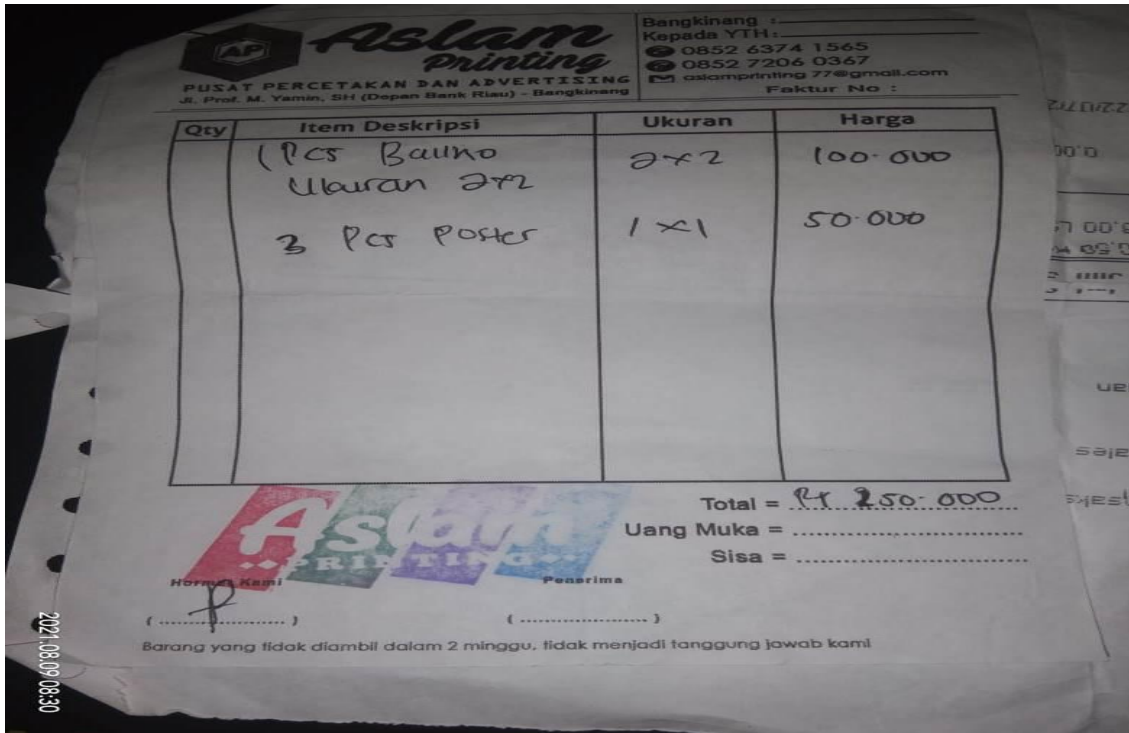 AP
Aslam
Printing
PUSAT PERCETAKAN DAN ADVERTISING
Jl. Prof. M. Yamin, SH (Depan Bank Riau) - Bangkinang
Bangkinang :
Kepada YTH :
0852 6374 1565
0852 7206 0367
aslamprinting 77@gmail.com
Faktur No :
Qty Item Deskripsi Ukuran Harga
1 Pcs Baliho 2x2 100.000
Ukuran 2x2
3 Pcs Poster 1x1 50.000
Total = Rp 250.000
Uang Muka =
Sisa =
Aslam
PRINTING
Hormat Kami Penerima
( ) ( )
Barang yang tidak diambil dalam 2 minggu, tidak menjadi tanggung jawab kami
2021.08.09 08:30